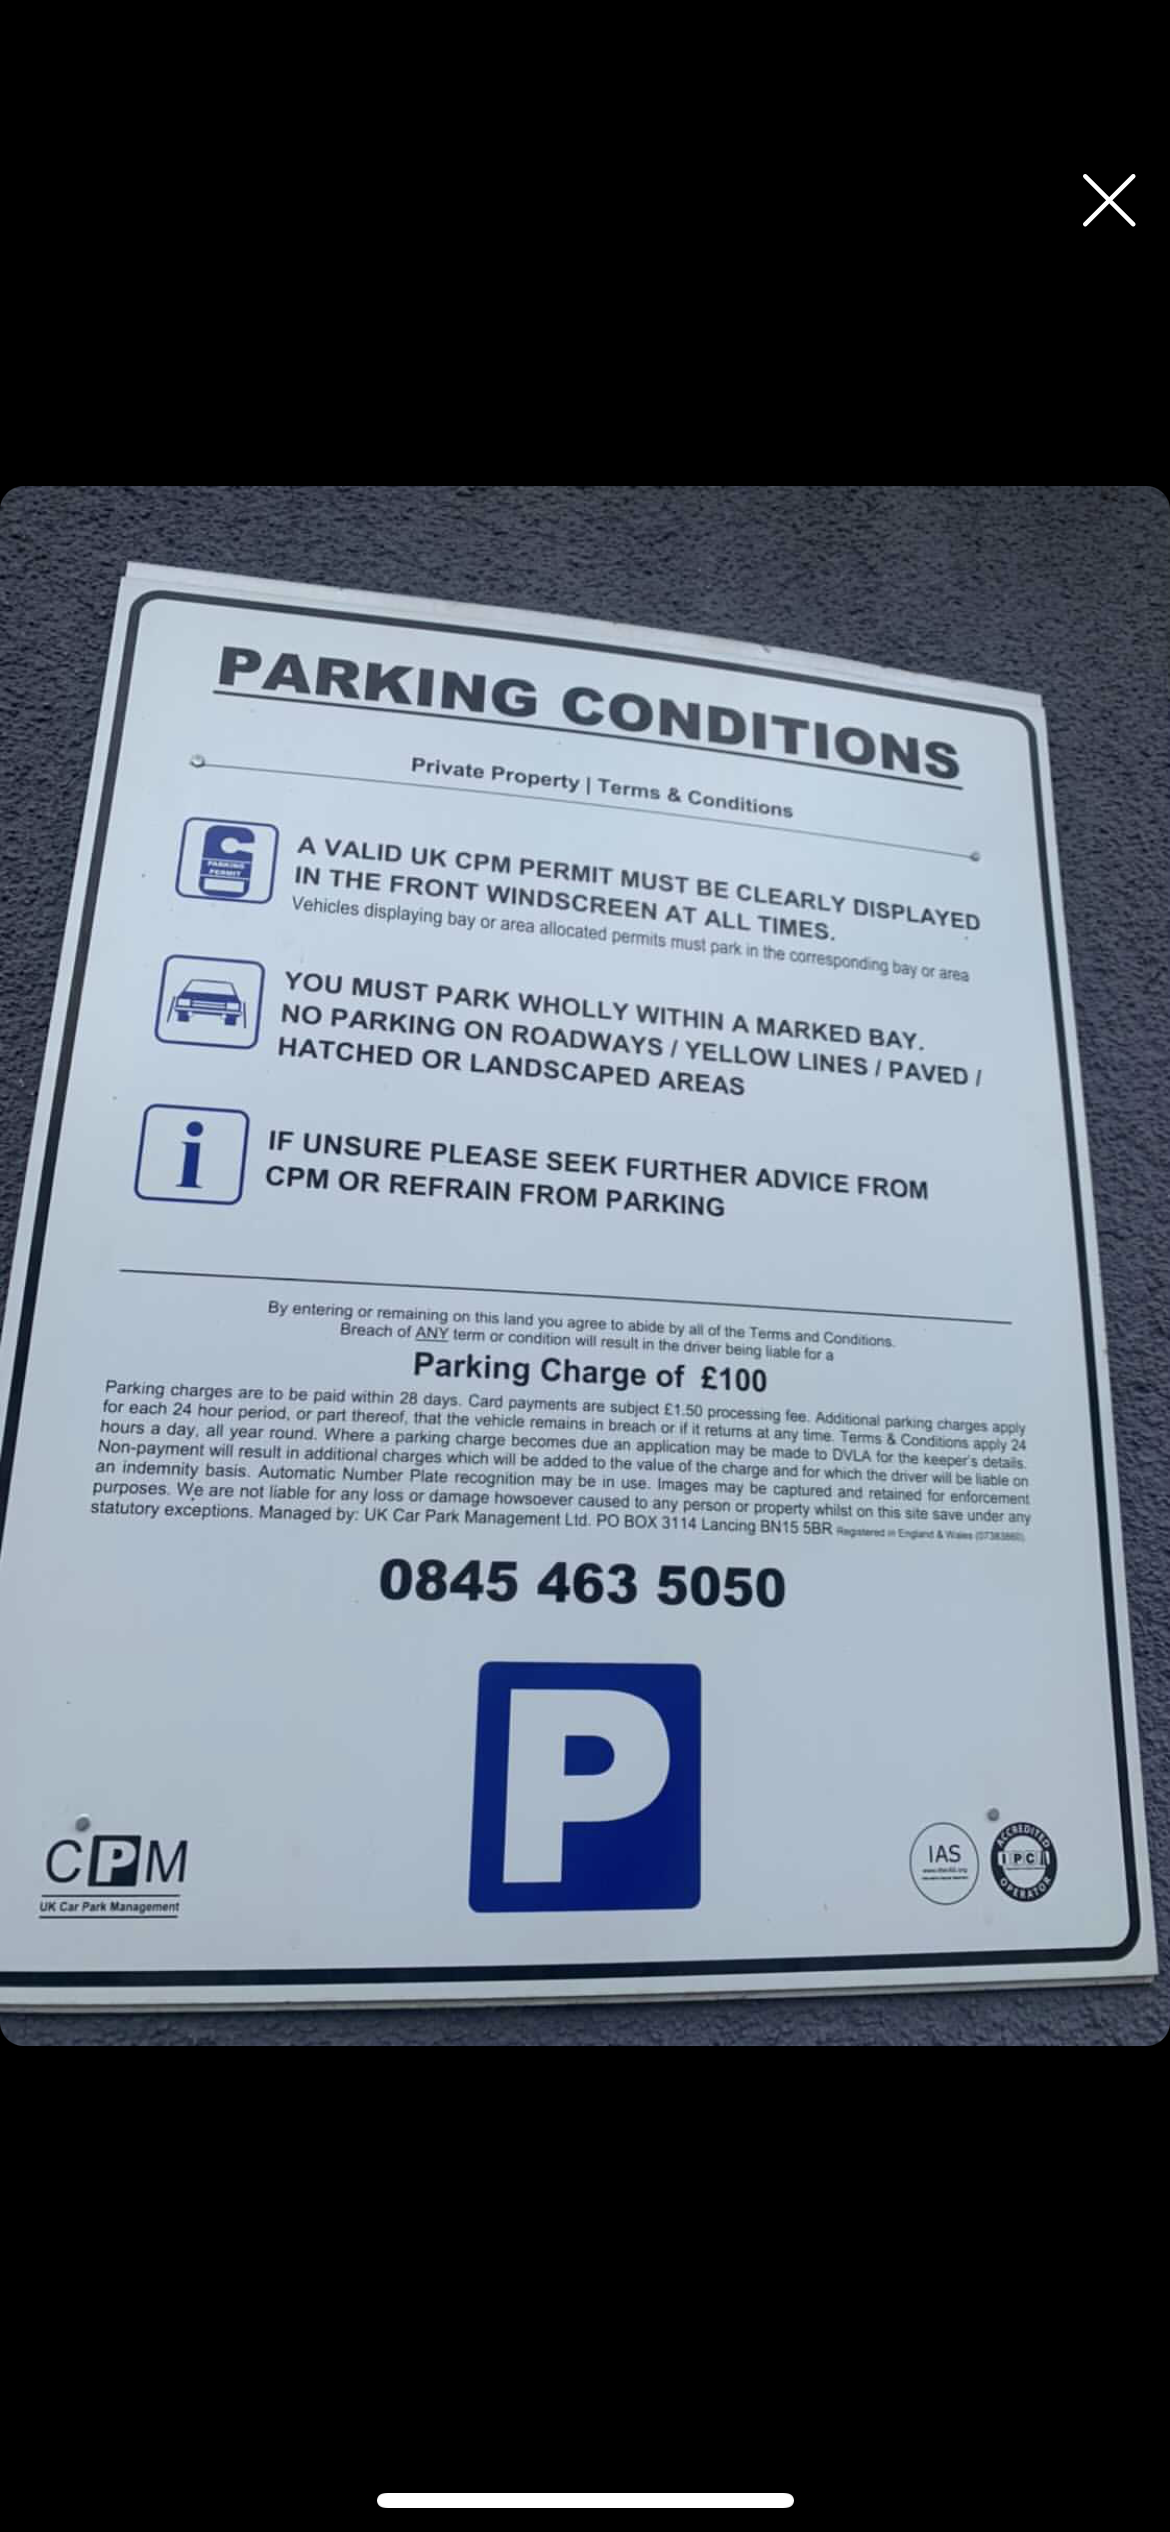 PARKING CONDITIONS
Private Property | Terms & Conditions
PARKING
PERMIT
A VALID UK CPM PERMIT MUST BE CLEARLY DISPLAYED
IN THE FRONT WINDSCREEN AT ALL TIMES.
Vehicles displaying bay or area allocated permits must park in the corresponding bay or area
YOU MUST PARK WHOLLY WITHIN A MARKED BAY.
NO PARKING ON ROADWAYS / YELLOW LINES / PAVED /
HATCHED OR LANDSCAPED AREAS
i
IF UNSURE PLEASE SEEK FURTHER ADVICE FROM
CPM OR REFRAIN FROM PARKING
By entering or remaining on this land you agree to abide by all of the Terms and Conditions.
Breach of ANY term or condition will result in the driver being liable for a
Parking Charge of £100
Parking charges are to be paid within 28 days. Card payments are subject £1.50 processing fee. Additional parking charges apply
for each 24 hour period, or part thereof, that the vehicle remains in breach or if it returns at any time. Terms & Conditions apply 24
hours a day, all year round. Where a parking charge becomes due an application may be made to DVLA for the keeper's details.
Non-payment will result in additional charges which will be added to the value of the charge and for which the driver will be liable on
an indemnity basis. Automatic Number Plate recognition may be in use. Images may be captured and retained for enforcement
purposes. We are not liable for any loss or damage howsoever caused to any person or property whilst on this site save under any
statutory exceptions. Managed by: UK Car Park Management Ltd. PO BOX 3114 Lancing BN15 5BR Registered in England & Wales
0845 463 5050
P
CPM
UK Car Park Management
IAS
ACCREDITED
IPC
OPERATOR